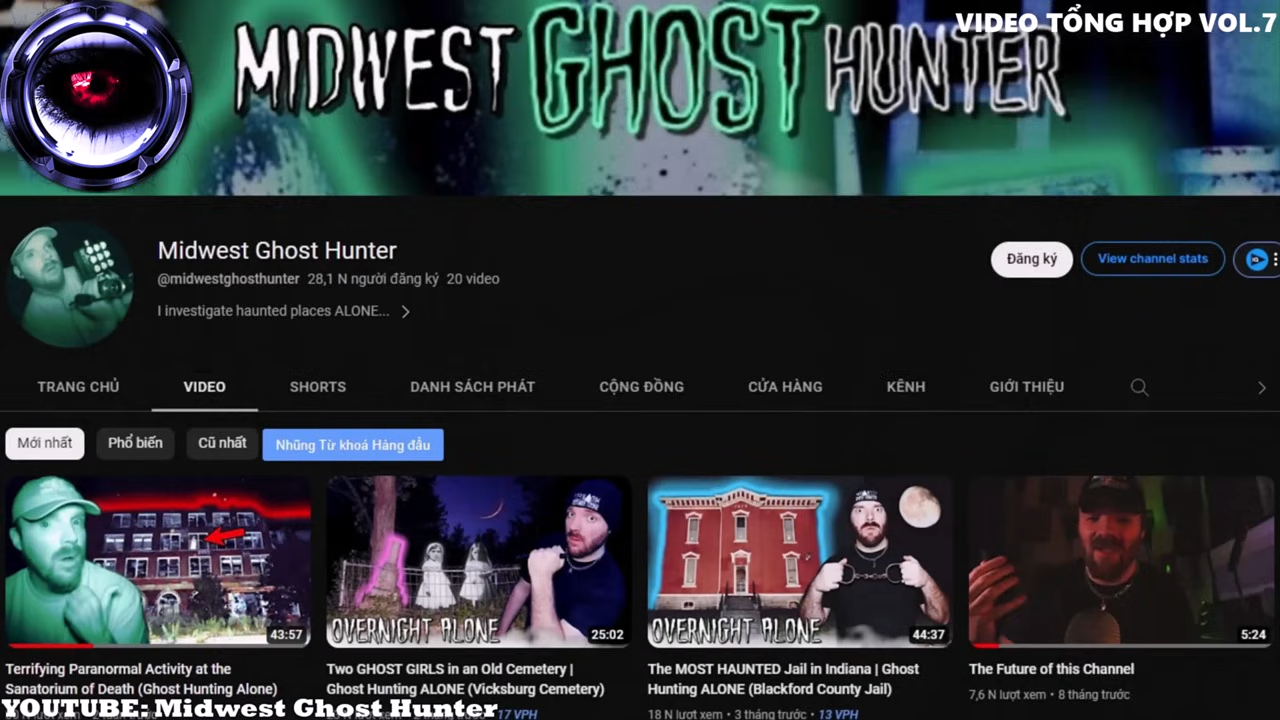 VIDEO TỔNG HỢP VOL.7
MIDWEST GHOST HUNTER
Midwest Ghost Hunter
@midwestghosthunter 28,1 N người đăng ký 20 video
I investigate haunted places ALONE...
Đăng ký
View channel stats
TRANG CHỦ
VIDEO
SHORTS
DANH SÁCH PHÁT
CỘNG ĐỒNG
CỬA HÀNG
KÊNH
GIỚI THIỆU
Mới nhất
Phổ biến
Cũ nhất
Những Từ khoá Hàng đầu
43:57
OVERNIGHT ALONE
25:02
OVERNIGHT ALONE
44:37
5:24
Terrifying Paranormal Activity at the
Sanatorium of Death (Ghost Hunting Alone)
Two GHOST GIRLS in an Old Cemetery |
Ghost Hunting ALONE (Vicksburg Cemetery)
17 VPH
The MOST HAUNTED Jail in Indiana | Ghost
Hunting ALONE (Blackford County Jail)
18 N lượt xem • 3 tháng trước • 13 VPH
The Future of this Channel
7,6 N lượt xem • 8 tháng trước
YOUTUBE: Midwest Ghost Hunter